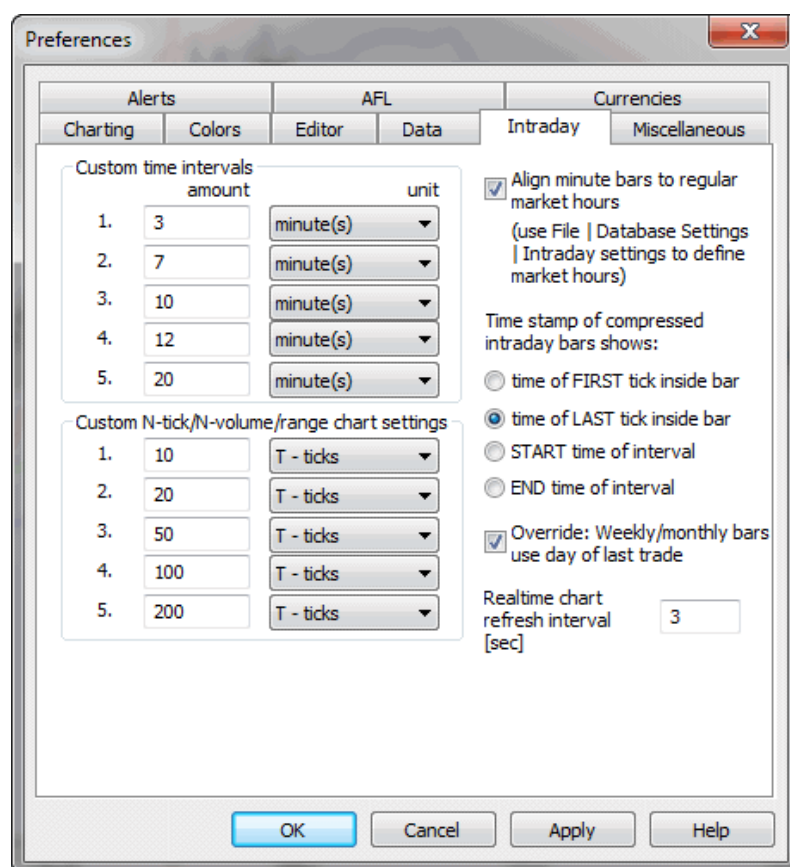 Preferences
X
Alerts AFL Currencies
Charting Colors Editor Data Intraday Miscellaneous
Custom time intervals
amount unit
1. 3 minute(s)
2. 7 minute(s)
3. 10 minute(s)
4. 12 minute(s)
5. 20 minute(s)
Custom N-tick/N-volume/range chart settings
1. 10 T - ticks
2. 20 T - ticks
3. 50 T - ticks
4. 100 T - ticks
5. 200 T - ticks
Align minute bars to regular
market hours
(use File | Database Settings
| Intraday settings to define
market hours)
Time stamp of compressed
intraday bars shows:
time of FIRST tick inside bar
time of LAST tick inside bar
START time of interval
END time of interval
Override: Weekly/monthly bars
use day of last trade
Realtime chart
refresh interval 3
[sec]
OK Cancel Apply Help